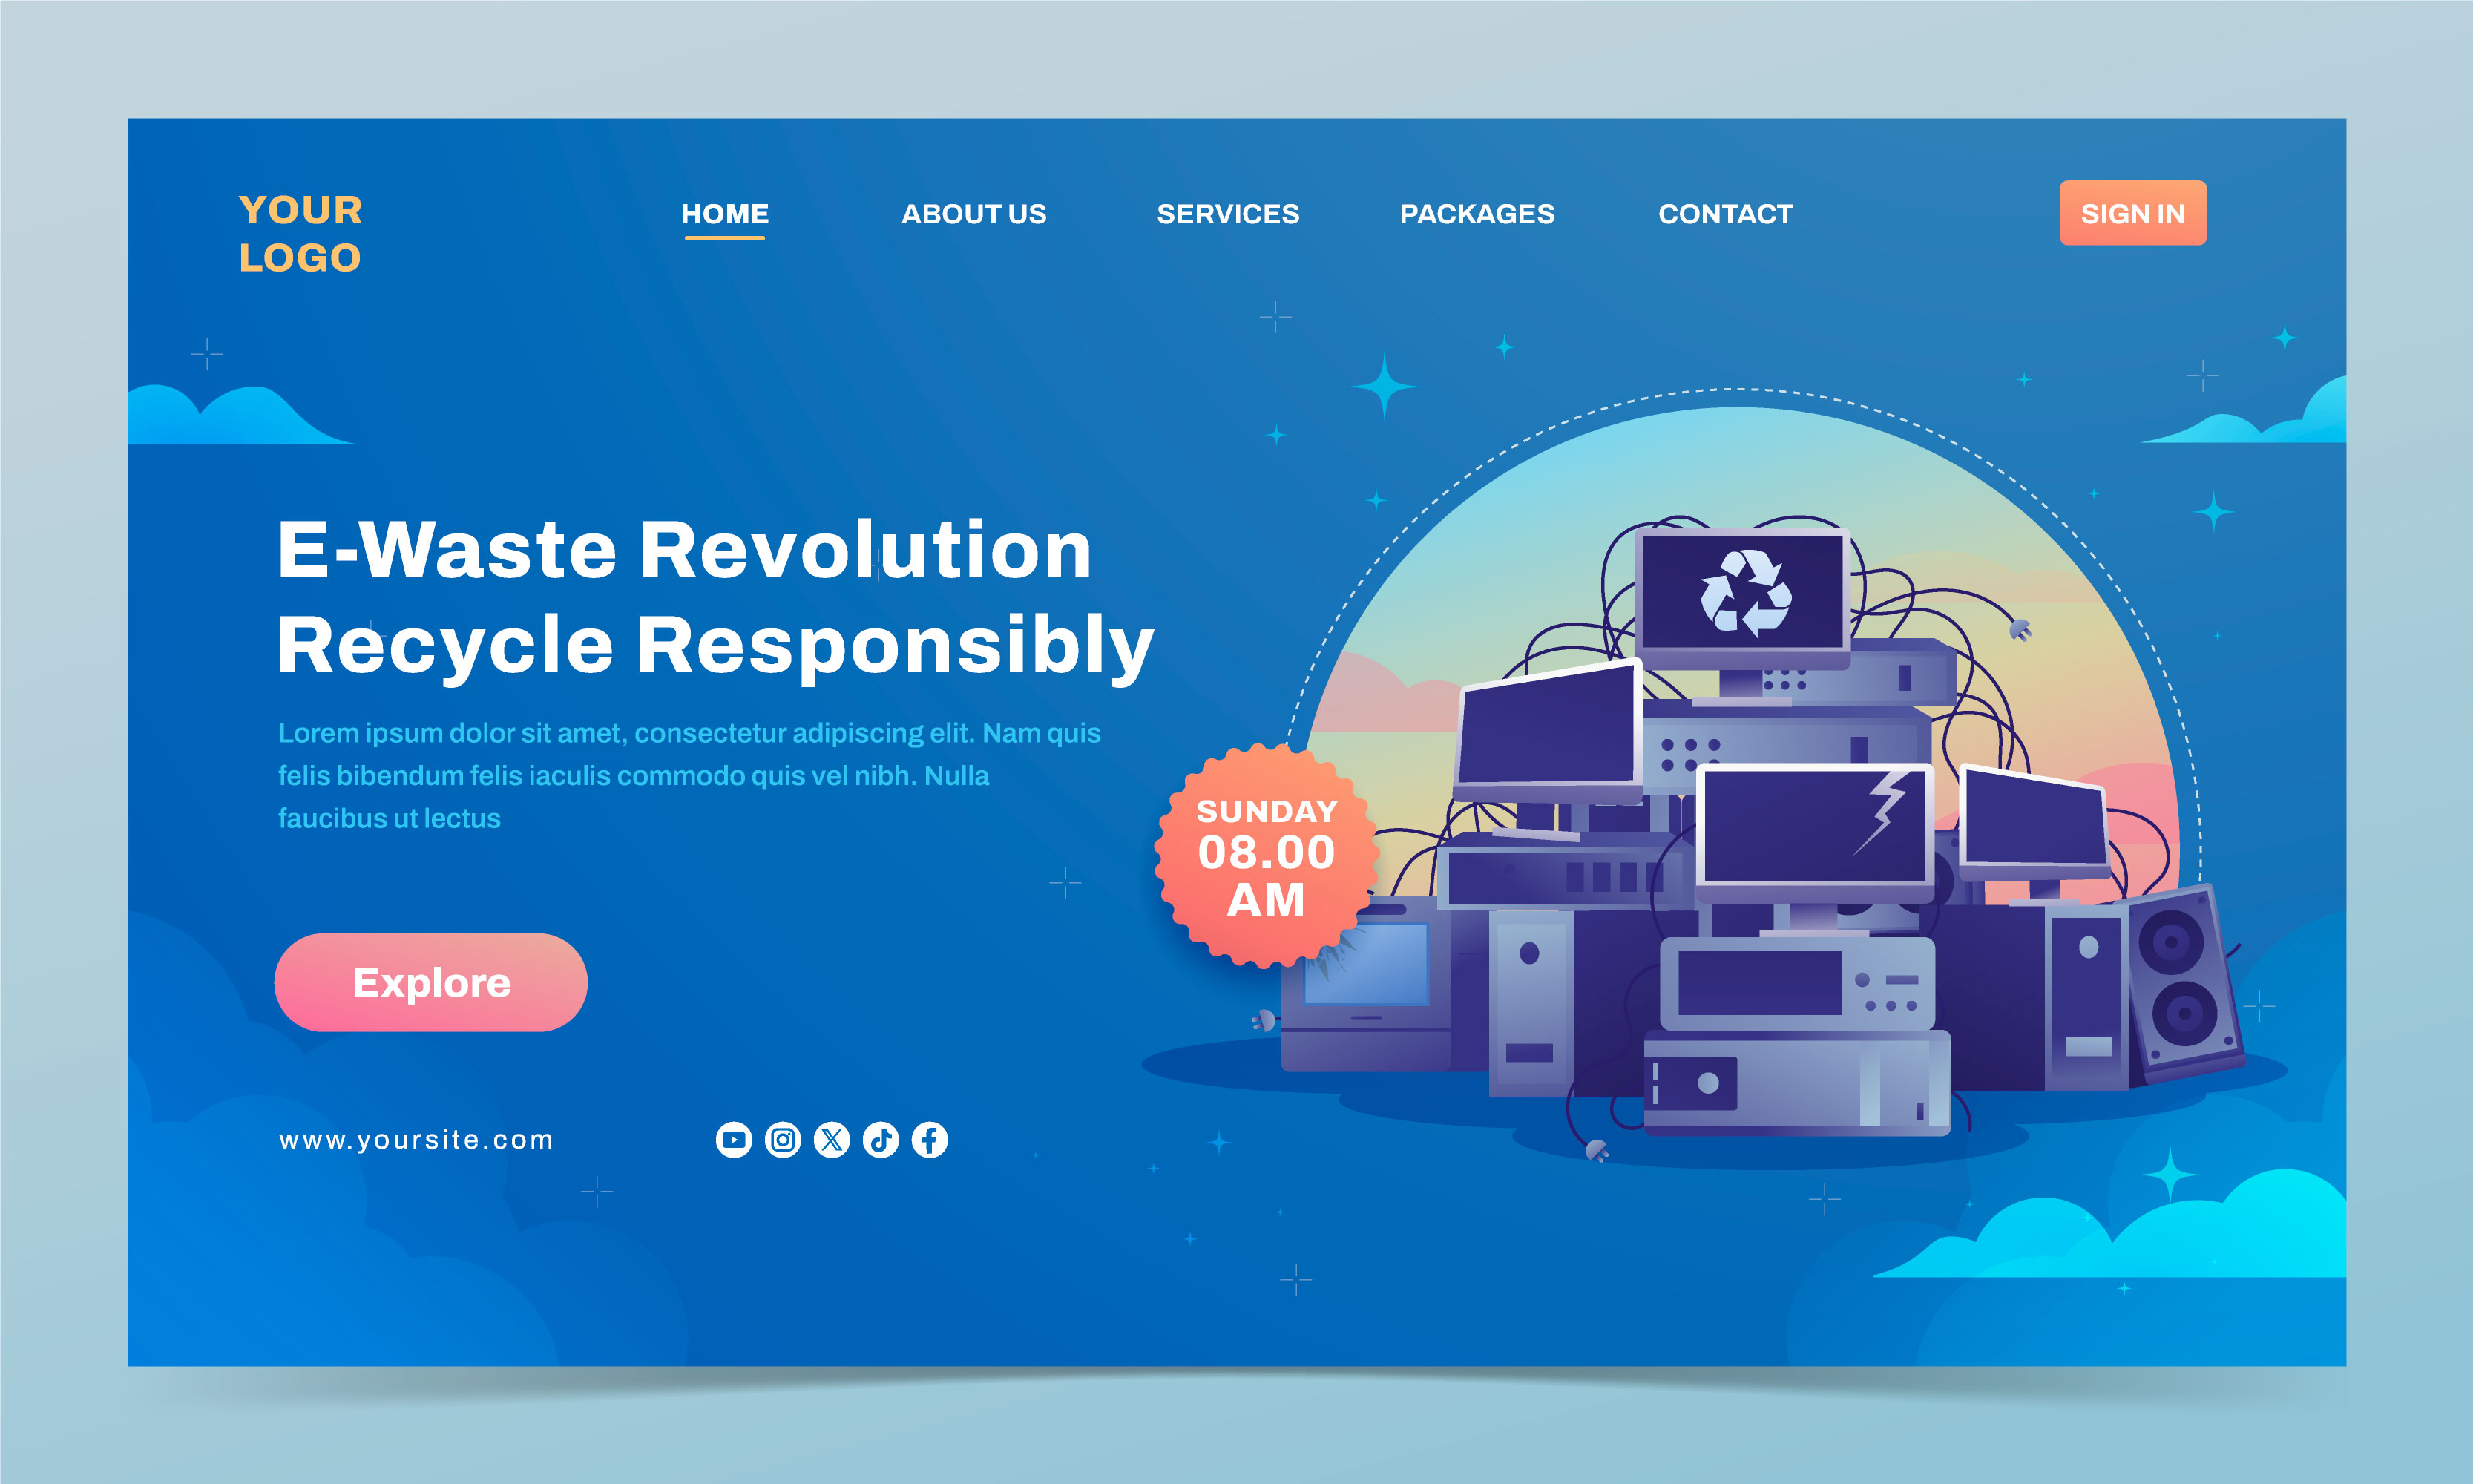 YOUR
LOGO
HOME
ABOUT US
SERVICES
PACKAGES
CONTACT
SIGN IN
E-Waste Revolution
Recycle Responsibly
Lorem ipsum dolor sit amet, consectetur adipiscing elit. Nam quis
felis bibendum felis iaculis commodo quis vel nibh. Nulla
faucibus ut lectus
SUNDAY
08.00
AM
Explore
www.yoursite.com